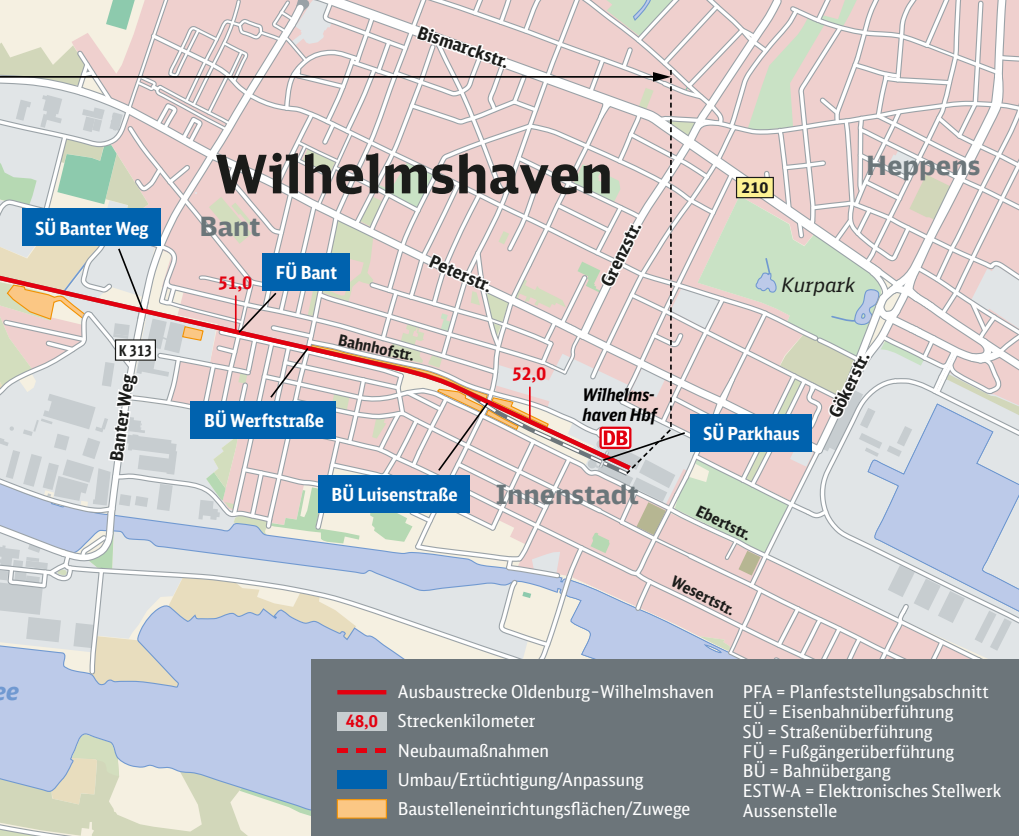 Bismarckstr.
Wilhelmshaven
Heppens
210
SÜ Banter Weg
Bant
Grenzstr.
Peterstr.
FÜ Bant
51,0
Kurpark
K 313
Bahnhofstr.
52,0
Wilhelms-
haven Hbf
DB
Gökerstr.
BÜ Werftstraße
SÜ Parkhaus
Banter Weg
BÜ Luisenstraße
Innenstadt
Ebertstr.
Wesertstr.
ee
Ausbaustrecke Oldenburg–Wilhelmshaven
48,0 Streckenkilometer
Neubaumaßnahmen
Umbau/Ertüchtigung/Anpassung
Baustelleneinrichtungsflächen/Zuwege
PFA = Planfeststellungsabschnitt
EÜ = Eisenbahnüberführung
SÜ = Straßenüberführung
FÜ = Fußgängerüberführung
BÜ = Bahnübergang
ESTW-A = Elektronisches Stellwerk
Aussenstelle